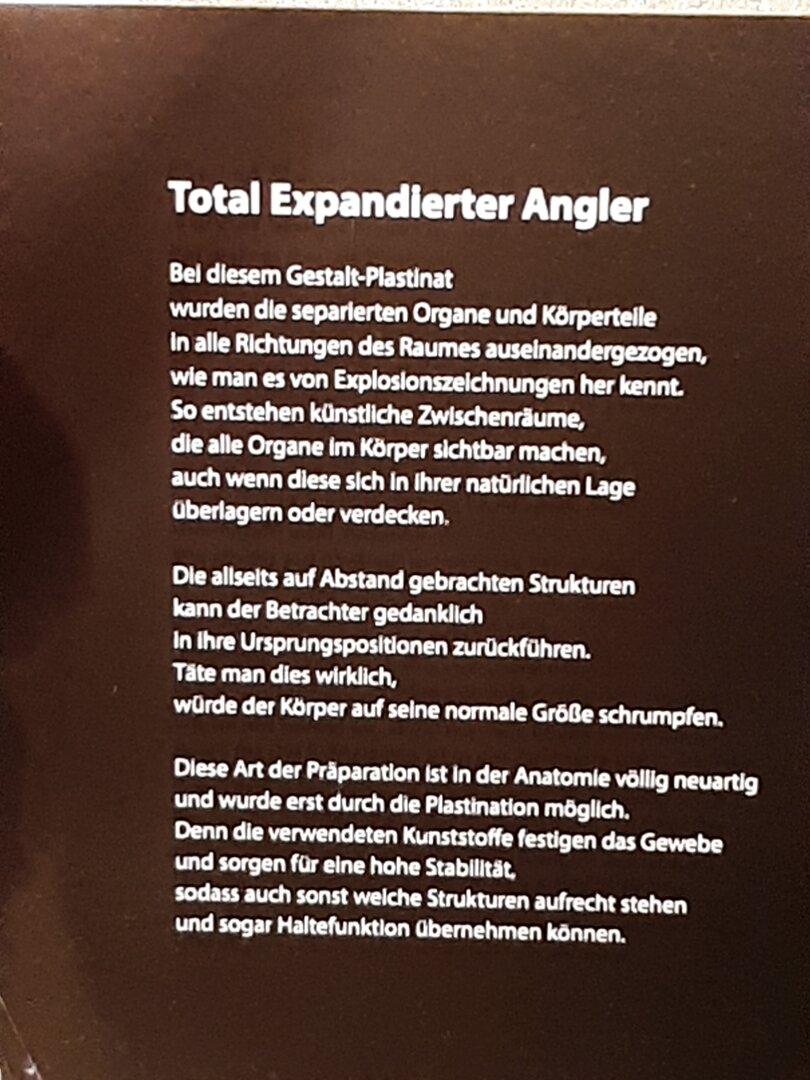 Total Expandierter Angler
Bei diesem Gestalt-Plastinat
wurden die separierten Organe und Körperteile
in alle Richtungen des Raumes auseinandergezogen,
wie man es von Explosionszeichnungen her kennt.
So entstehen künstliche Zwischenräume,
die alle Organe im Körper sichtbar machen,
auch wenn diese sich in ihrer natürlichen Lage
überlagern oder verdecken.
Die allseits auf Abstand gebrachten Strukturen
kann der Betrachter gedanklich
in ihre Ursprungspositionen zurückführen.
Täte man dies wirklich,
würde der Körper auf seine normale Größe schrumpfen.
Diese Art der Präparation ist in der Anatomie völlig neuartig
und wurde erst durch die Plastination möglich.
Denn die verwendeten Kunststoffe festigen das Gewebe
und sorgen für eine hohe Stabilität,
sodass auch sonst weiche Strukturen aufrecht stehen
und sogar Haltefunktion übernehmen können.